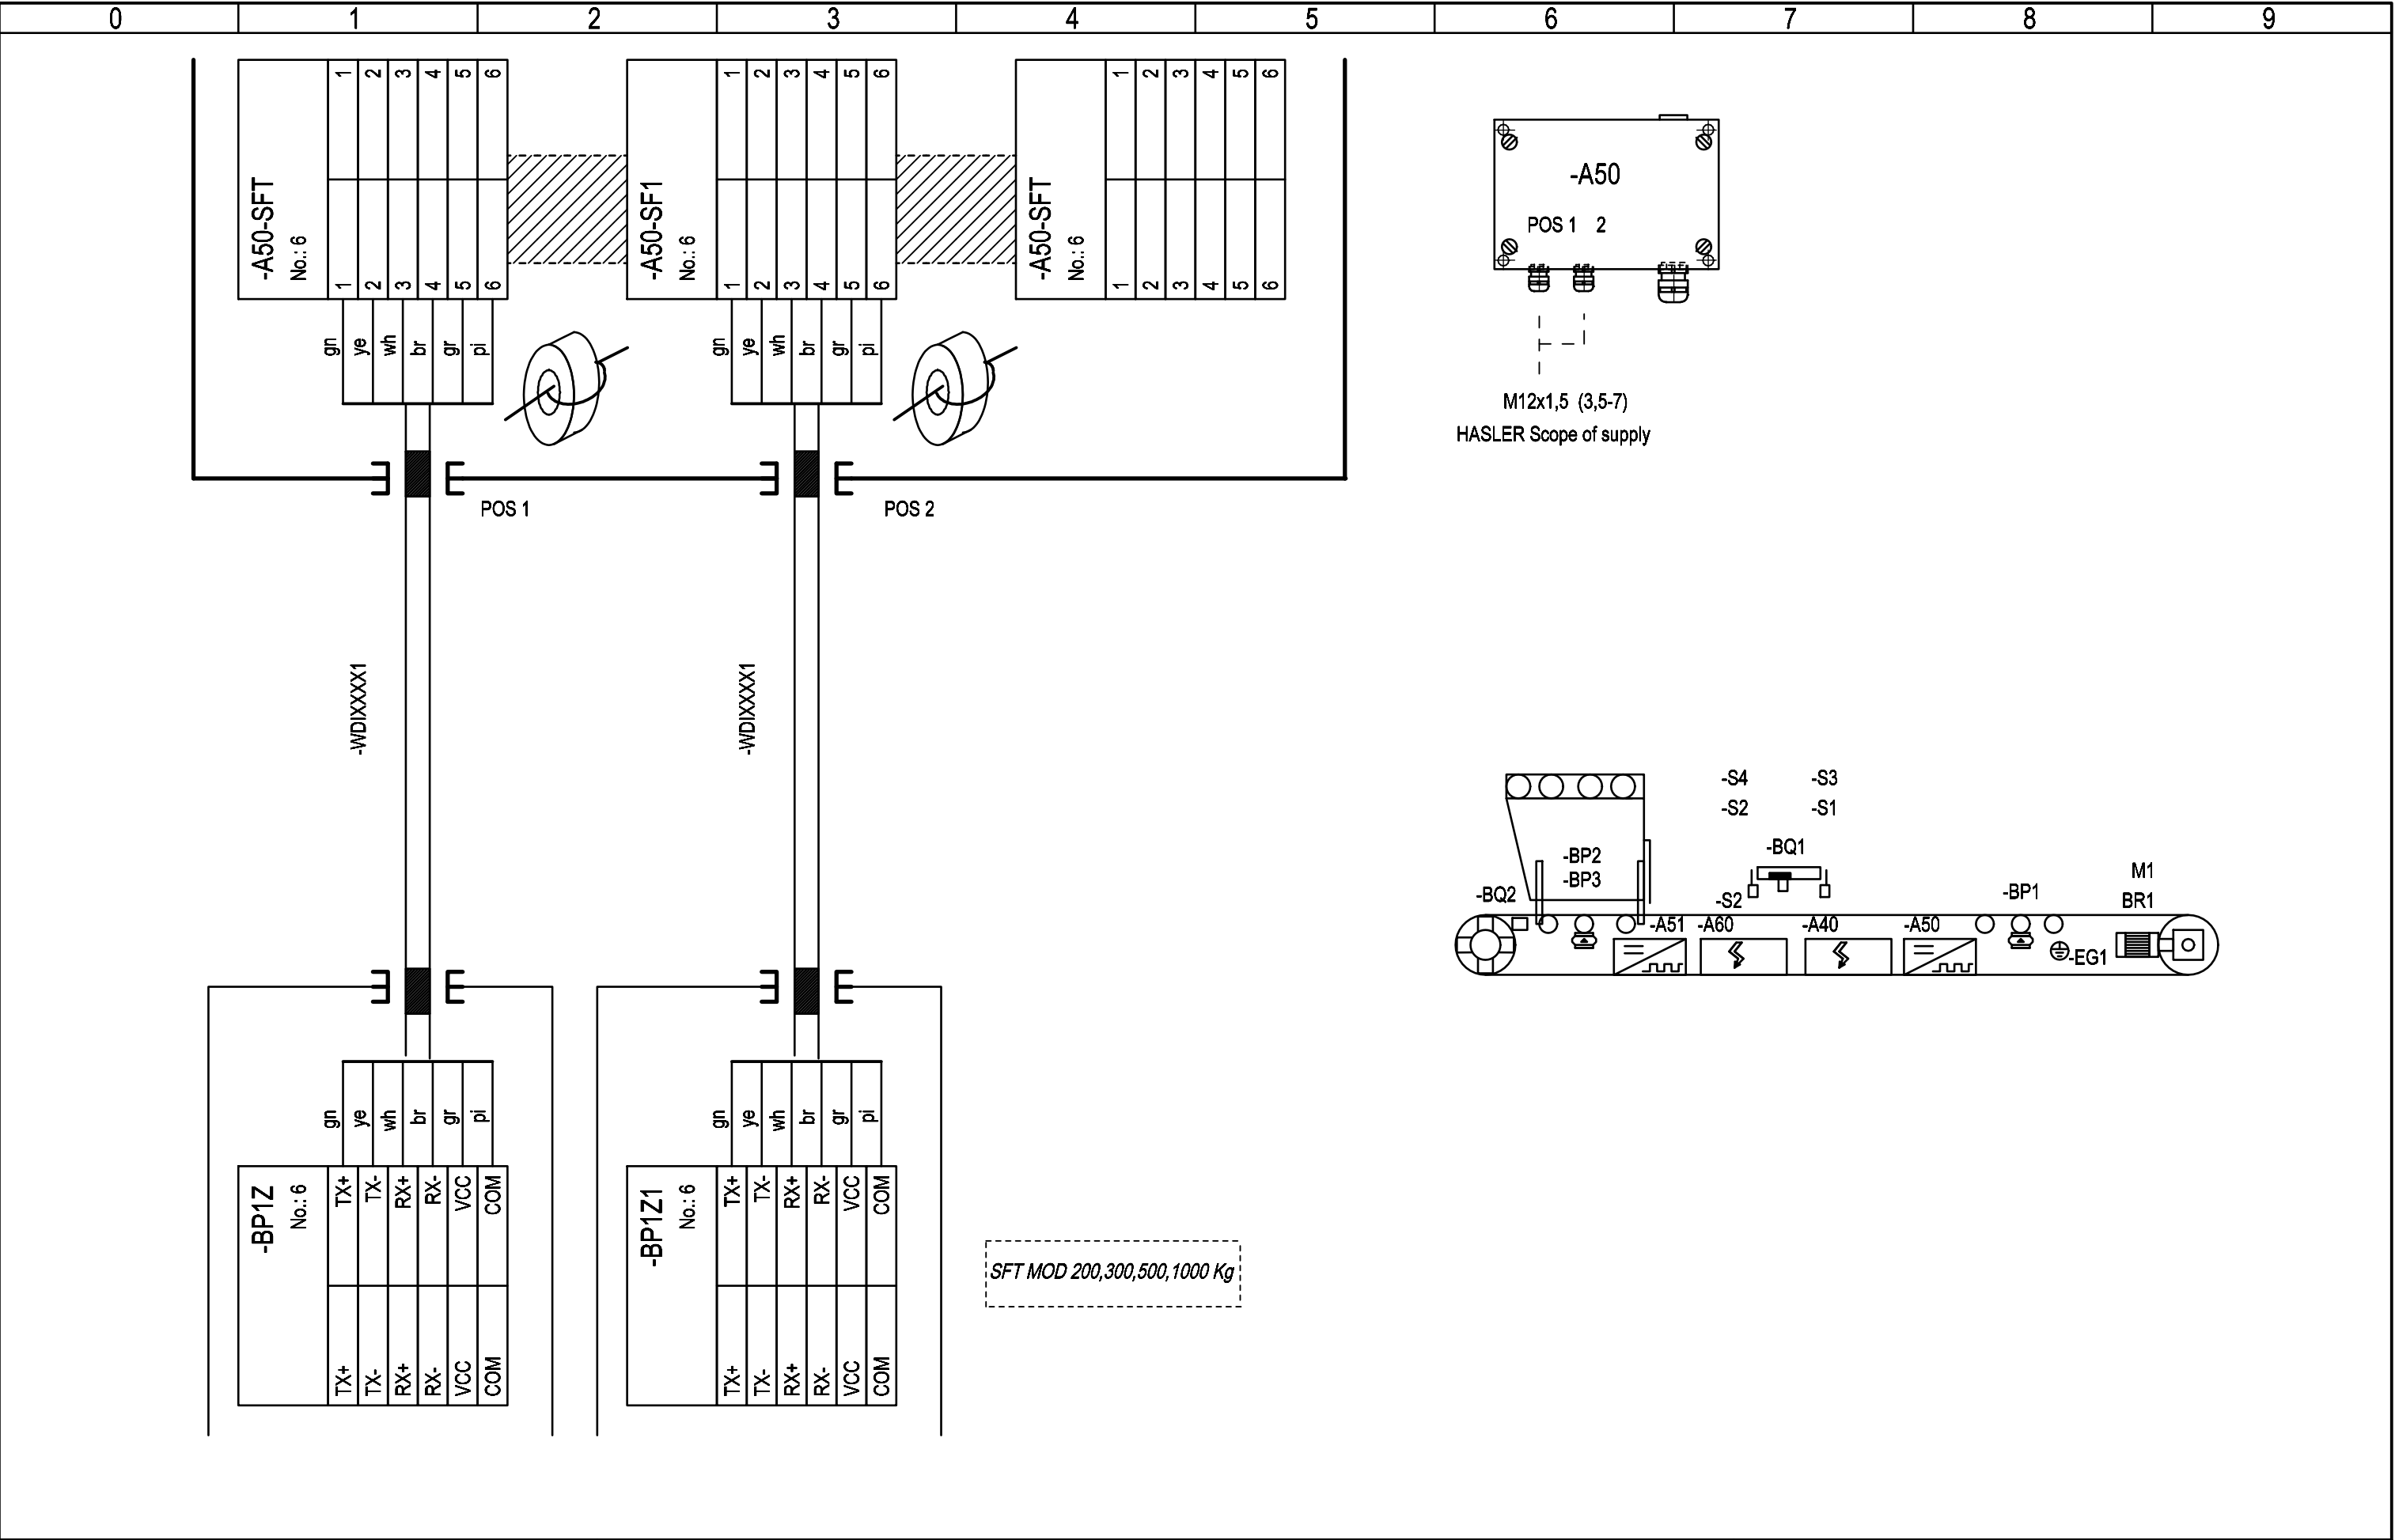 0 1 2 3 4 5 6 7 8 9
-A50-SFT
No.: 6
1 2 3 4 5 6
1 2 3 4 5 6
gn ye wh br gr pi
-A50-SF1
No.: 6
1 2 3 4 5 6
1 2 3 4 5 6
gn ye wh br gr pi
-A50-SFT
No.: 6
1 2 3 4 5 6
1 2 3 4 5 6
POS 1
POS 2
-A50
POS 1 2
M12x1,5 (3,5-7)
HASLER Scope of supply
-WDIXXXX1
-WDIXXXX1
-S4 -S3
-S2 -S1
-BQ1
-BP2
-BP3
-BQ2
-S2
-BP1
M1
BR1
-A51 -A60 -A40 -A50
-EG1
gn ye wh br gr pi
-BP1Z
No.: 6
TX+ TX- RX+ RX- VCC COM
TX+ TX- RX+ RX- VCC COM
gn ye wh br gr pi
-BP1Z1
No.: 6
TX+ TX- RX+ RX- VCC COM
TX+ TX- RX+ RX- VCC COM
SFT MOD 200,300,500,1000 Kg